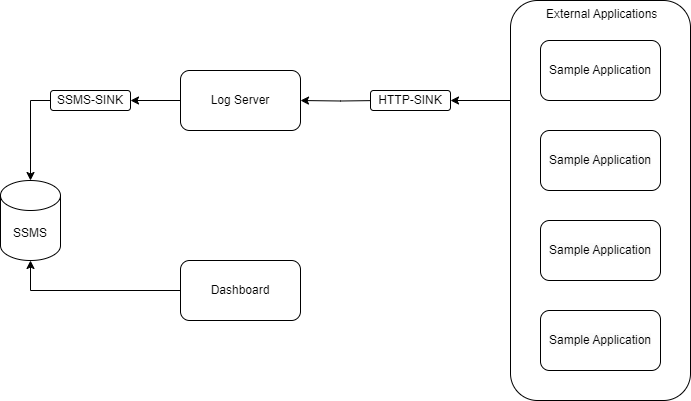 External Applications
Sample Application
SSMS-SINK
Log Server
HTTP-SINK
Sample Application
SSMS
Sample Application
Dashboard
Sample Application